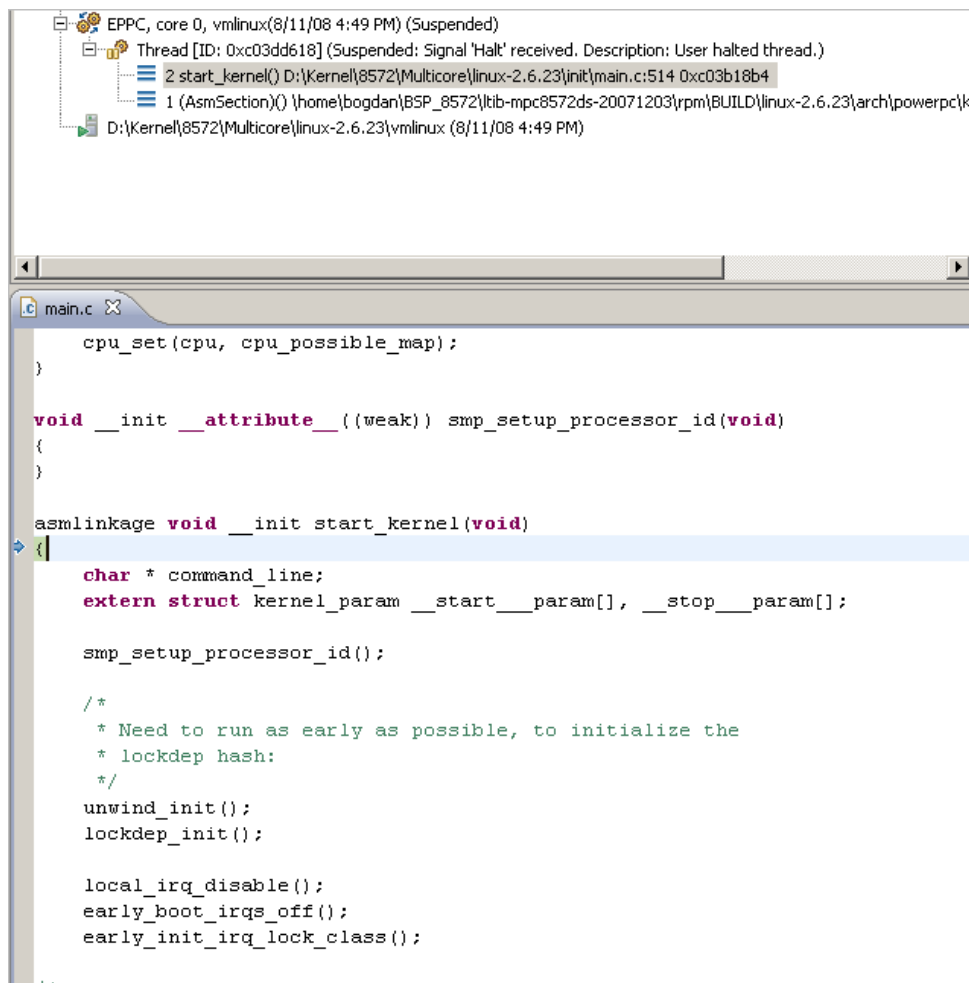 EPPC, core 0, vmlinux(8/11/08 4:49 PM) (Suspended)
Thread [ID: 0xc03dd618] (Suspended: Signal 'Halt' received. Description: User halted thread.)
2 start_kernel() D:\Kernel\8572\Multicore\linux-2.6.23\init\main.c:514 0xc03b18b4
1 (AsmSection)() \home\bogdan\BSP_8572\ltib-mpc8572ds-20071203\rpm\BUILD\linux-2.6.23\arch\powerpc\k
D:\Kernel\8572\Multicore\linux-2.6.23\vmlinux (8/11/08 4:49 PM)
main.c
cpu_set(cpu, cpu_possible_map);
}
void __init __attribute__((weak)) smp_setup_processor_id(void)
{
}
asmlinkage void __init start_kernel(void)
{
char * command_line;
extern struct kernel_param __start___param[], __stop___param[];
smp_setup_processor_id();
/*
* Need to run as early as possible, to initialize the
* lockdep hash:
*/
unwind_init();
lockdep_init();
local_irq_disable();
early_boot_irqs_off();
early_init_irq_lock_class();